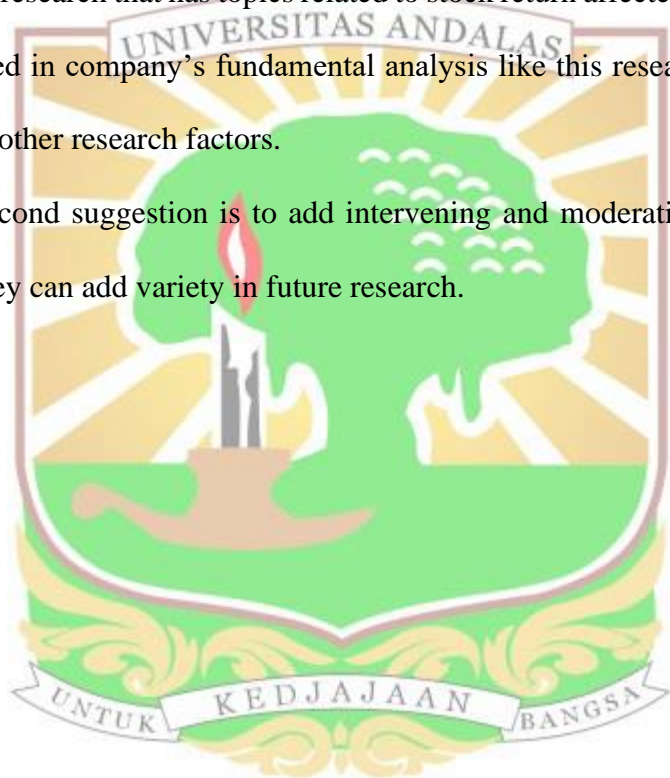 research that has topics related to stock return affected
UNIVERSITAS ANDALAS
ed in company's fundamental analysis like this resea
other research factors.
cond suggestion is to add intervening and moderati
ey can add variety in future research.
UNTUK KEDJAJAAN BANGSA